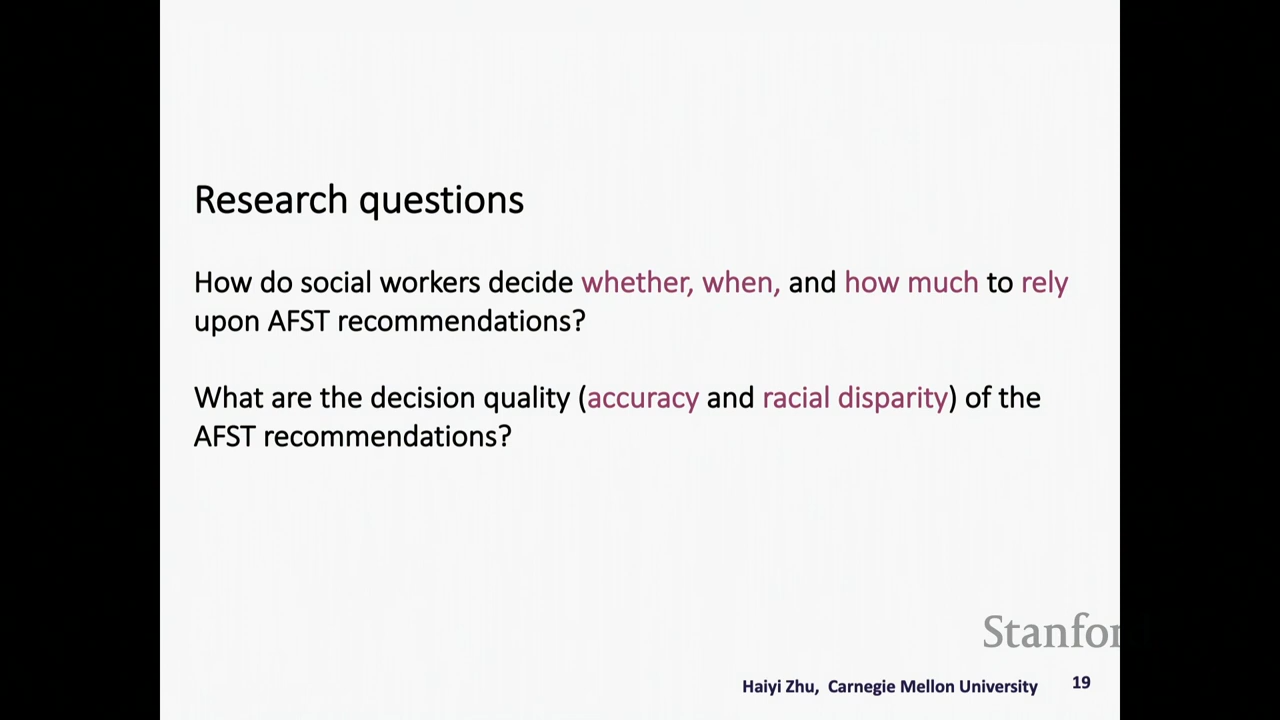 Research questions
How do social workers decide whether, when, and how much to rely
upon AFST recommendations?
What are the decision quality (accuracy and racial disparity) of the
AFST recommendations?
Stanfor
Haiyi Zhu, Carnegie Mellon University
19